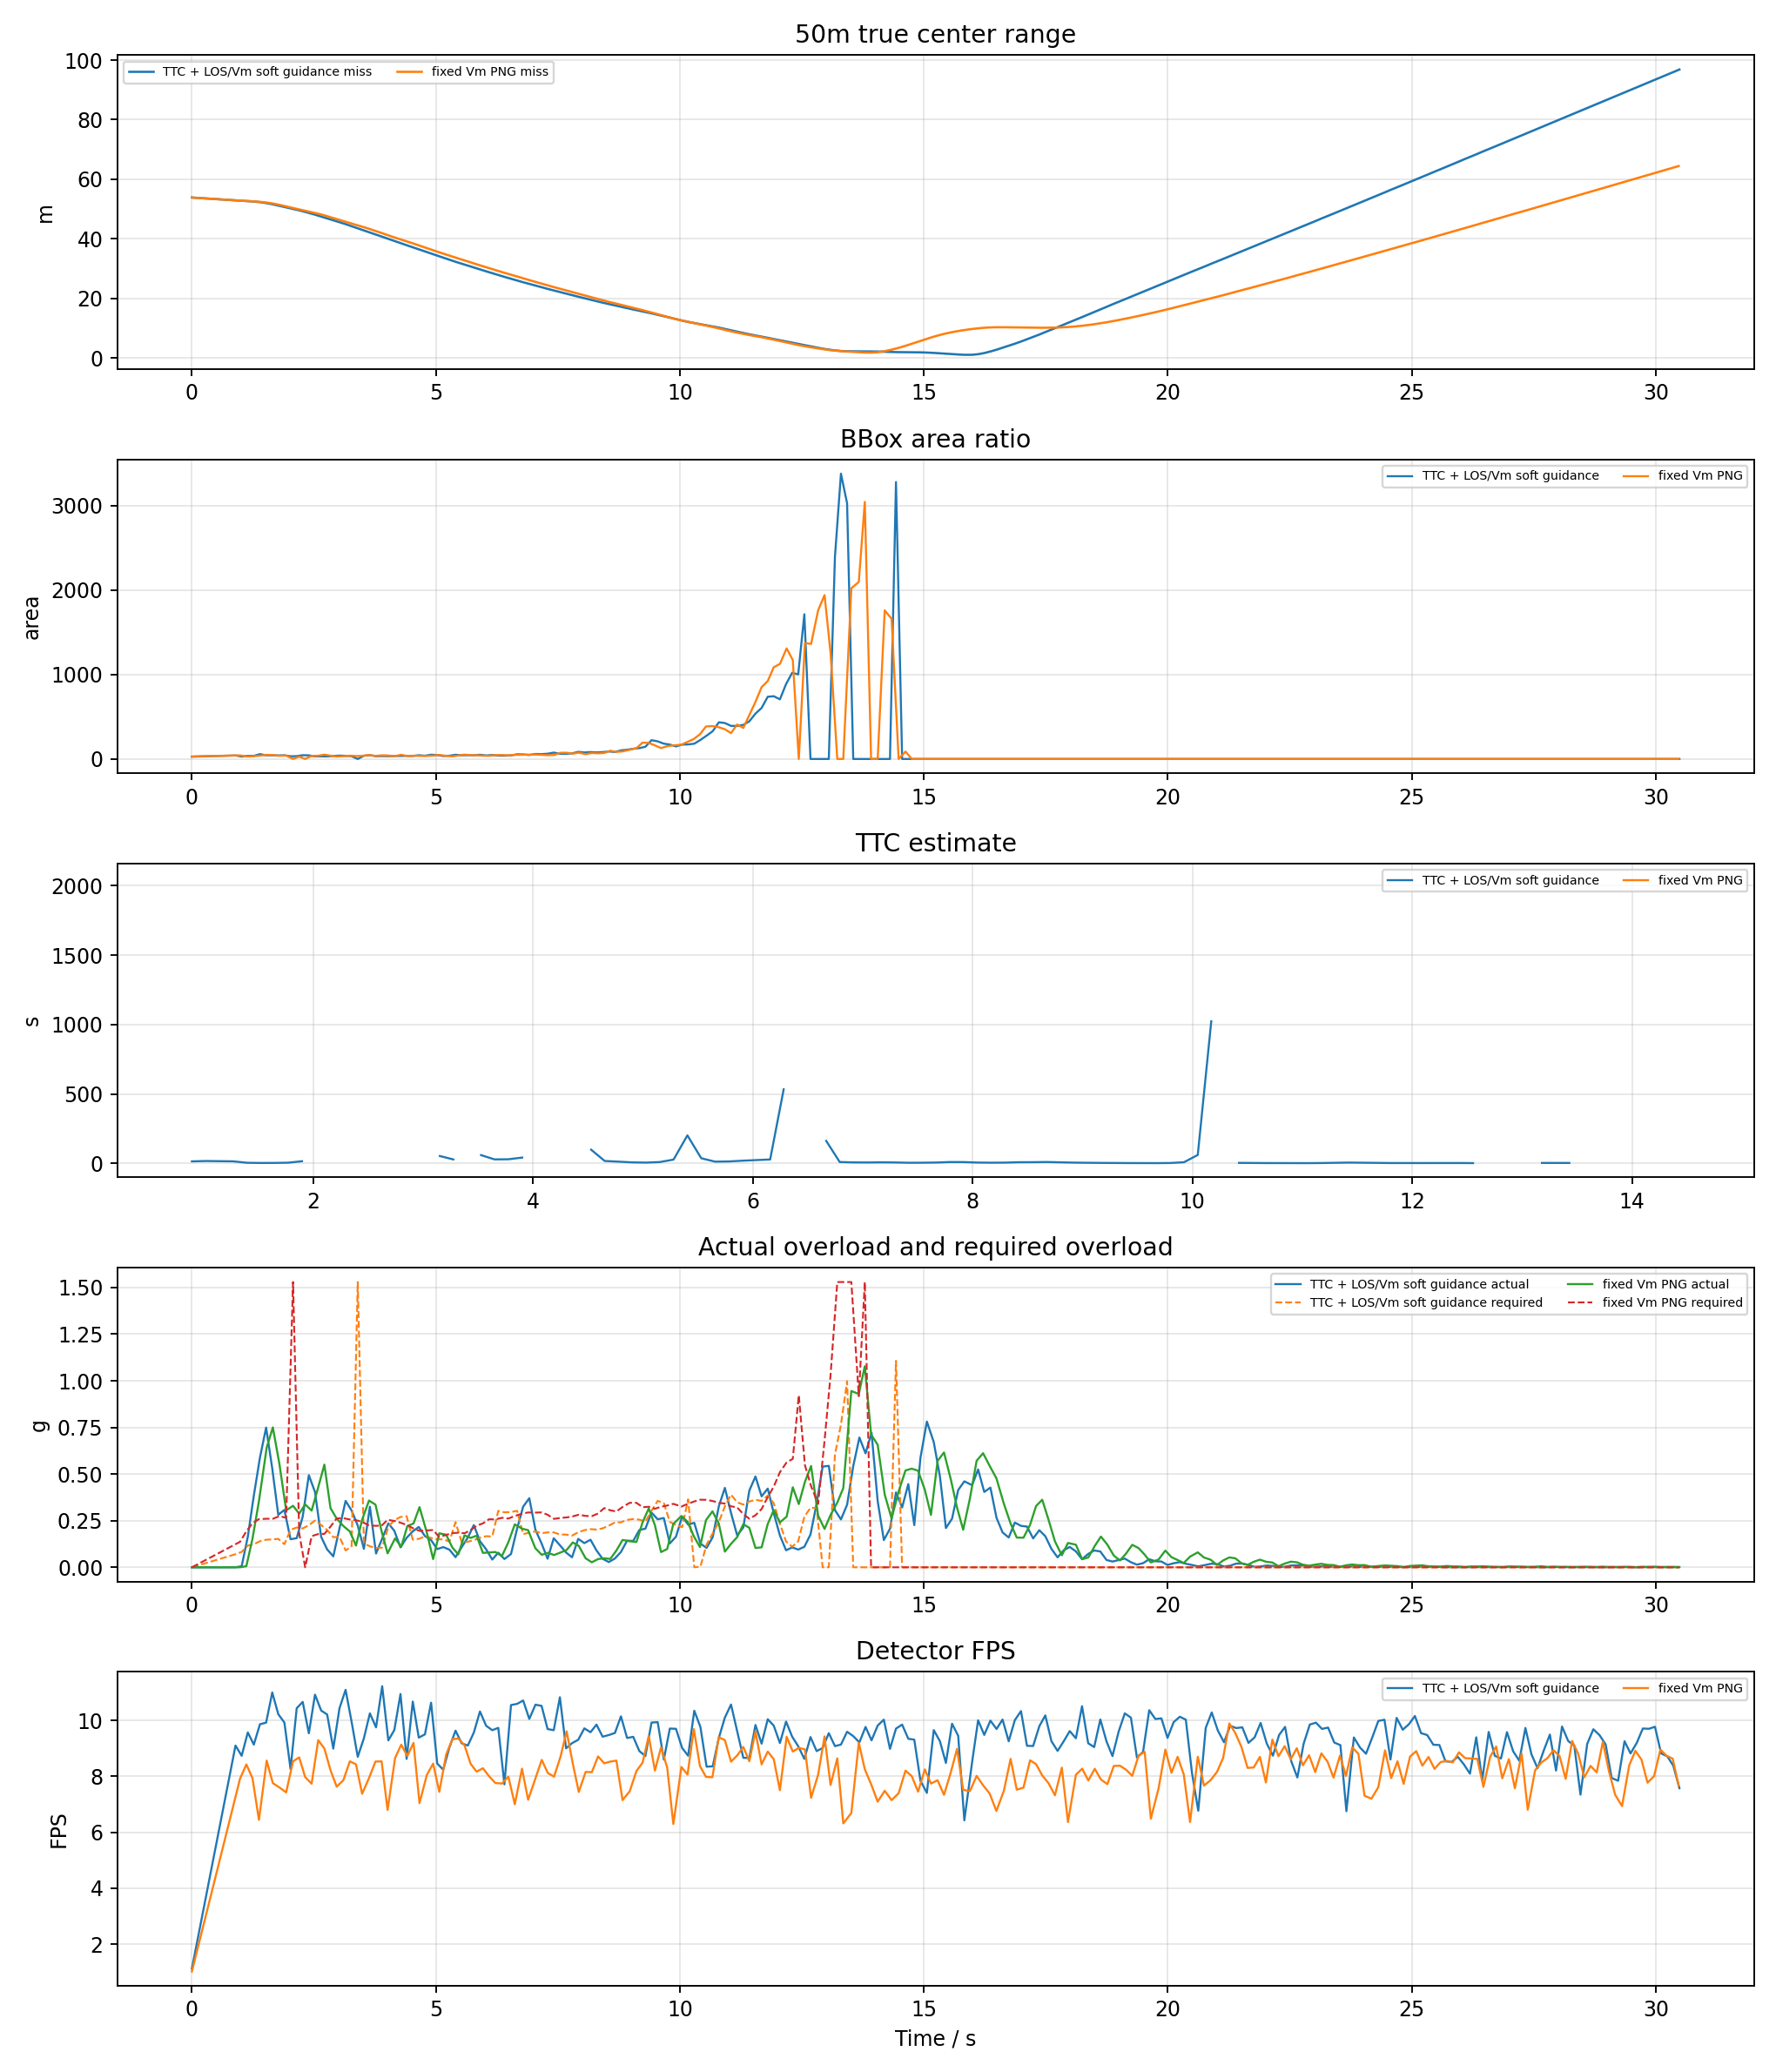 50m true center range
100
80
60
40
20
0
m
TTC + LOS/Vm soft guidance miss fixed Vm PNG miss
0 5 10 15 20 25 30
BBox area ratio
3000
2000
1000
0
area
TTC + LOS/Vm soft guidance fixed Vm PNG
0 5 10 15 20 25 30
TTC estimate
2000
1500
1000
500
0
s
TTC + LOS/Vm soft guidance fixed Vm PNG
2 4 6 8 10 12 14
Actual overload and required overload
1.50
1.25
1.00
0.75
0.50
0.25
0.00
g
TTC + LOS/Vm soft guidance actual fixed Vm PNG actual
TTC + LOS/Vm soft guidance required fixed Vm PNG required
0 5 10 15 20 25 30
Detector FPS
10
8
6
4
2
FPS
TTC + LOS/Vm soft guidance fixed Vm PNG
0 5 10 15 20 25 30
Time / s